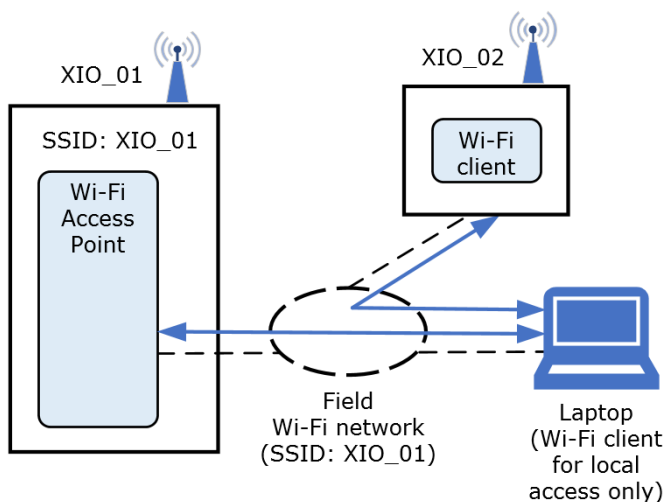 XIO_01
XIO_02
SSID: XIO_01
Wi-Fi
Access
Point
Wi-Fi
client
Field
Wi-Fi network
(SSID: XIO_01)
Laptop
(Wi-Fi client
for local
access only)